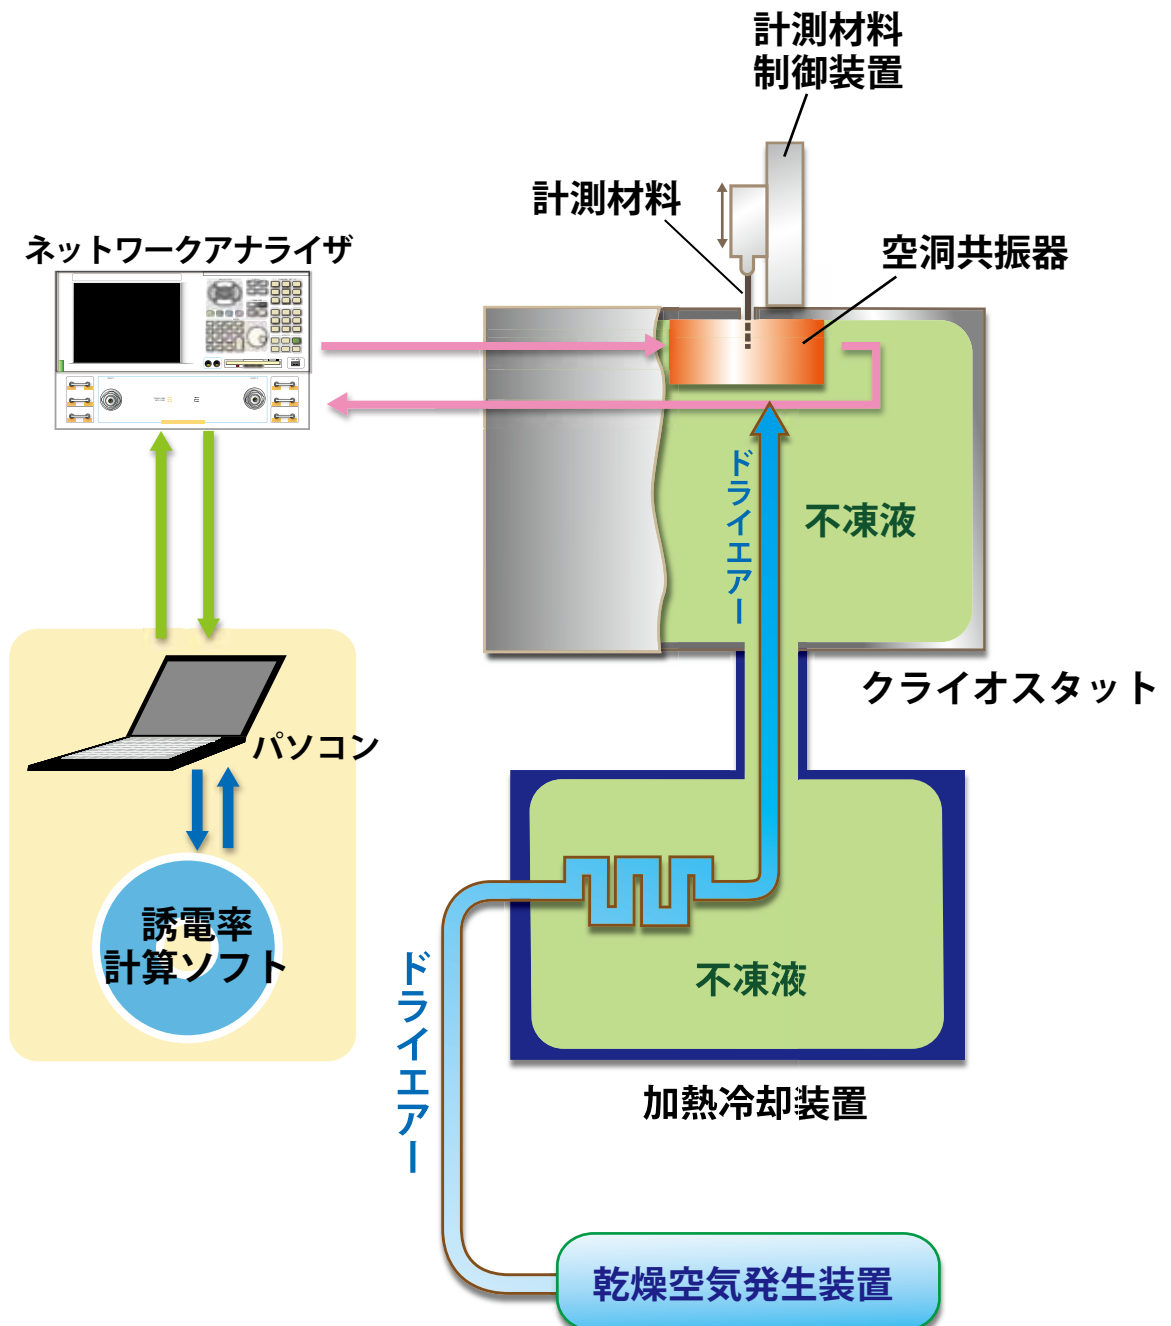 計測材料
制御装置
計測材料
ネットワークアナライザ
空洞共振器
ドライエアー
不凍液
クライオスタット
パソコン
誘電率
計算ソフト
ドライエアー
不凍液
加熱冷却装置
乾燥空気発生装置